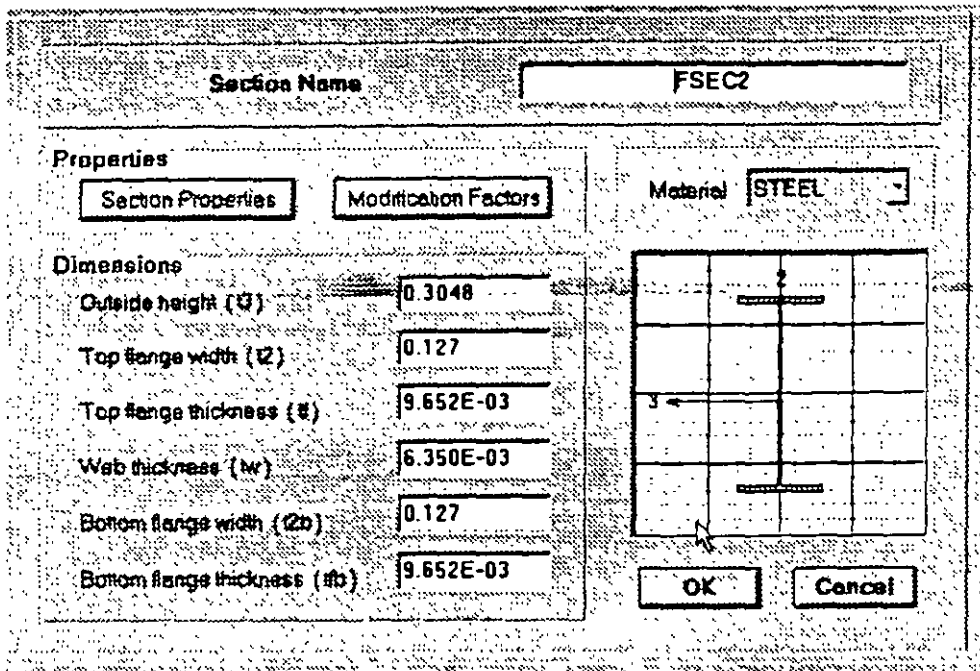 Section Name FSEC2
Properties
Section Properties Modification Factors
Material STEEL
Dimensions
Outside height (t3) 0.3048
Top flange width (t2) 0.127
Top flange thickness (tf) 9.652E-03
Web thickness (tw) 6.350E-03
Bottom flange width (t2b) 0.127
Bottom flange thickness (tfb) 9.652E-03
2
3
OK Cancel